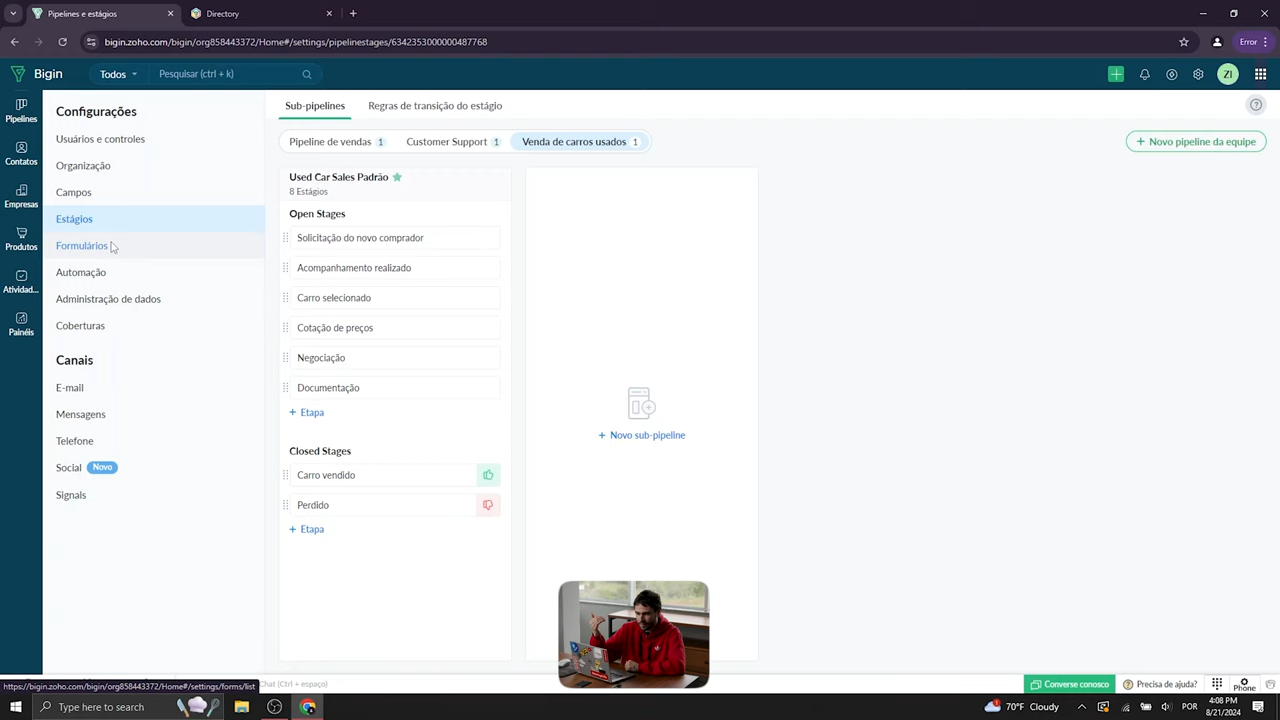 Pipelines e estágios
Directory
bigin.zoho.com/bigin/org858443372/Home#/settings/pipelinestages/6342353000000487768
Error
Bigin
Todos
Pesquisar (ctrl + k)
ZI
Pipelines
Contatos
Empresas
Produtos
Atividad...
Painéis
Configurações
Usuários e controles
Organização
Campos
Estágios
Formulários
Automação
Administração de dados
Coberturas
Canais
E-mail
Mensagens
Telefone
Social Novo
Signals
Sub-pipelines
Regras de transição do estágio
Pipeline de vendas 1
Customer Support 1
Venda de carros usados 1
+ Novo pipeline da equipe
Used Car Sales Padrão
8 Estágios
Open Stages
Solicitação do novo comprador
Acompanhamento realizado
Carro selecionado
Cotação de preços
Negociação
Documentação
+ Etapa
Closed Stages
Carro vendido
Perdido
+ Etapa
+ Novo sub-pipeline
https://bigin.zoho.com/bigin/org858443372/Home#/settings/forms/list
Chat (Ctrl + espaço)
Converse conosco
Precisa de ajuda?
Phone
Type here to search
70°F Cloudy
POR
4:08 PM
8/21/2024